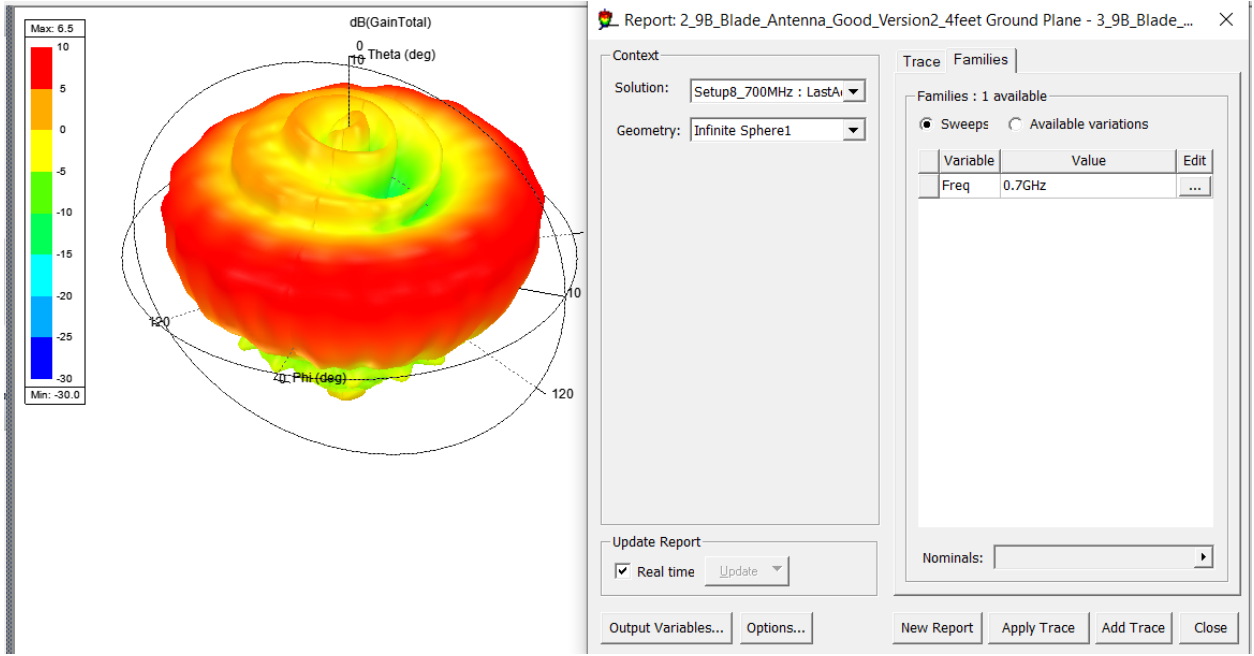 dB(GainTotal)
Max: 6.5
10
5
0
-5
-10
-15
-20
-25
-30
Min: -30.0
0
10
Theta (deg)
10
120
0
Phi (deg)
120
Report: 2_9B_Blade_Antenna_Good_Version2_4feet Ground Plane - 3_9B_Blade_...
Context
Solution:
Setup8_700MHz : LastA
Geometry:
Infinite Sphere1
Update Report
Real time
Update
Output Variables...
Options...
Trace
Families
Families : 1 available
Sweeps
Available variations
Variable
Value
Edit
Freq
0.7GHz
...
Nominals:
New Report
Apply Trace
Add Trace
Close